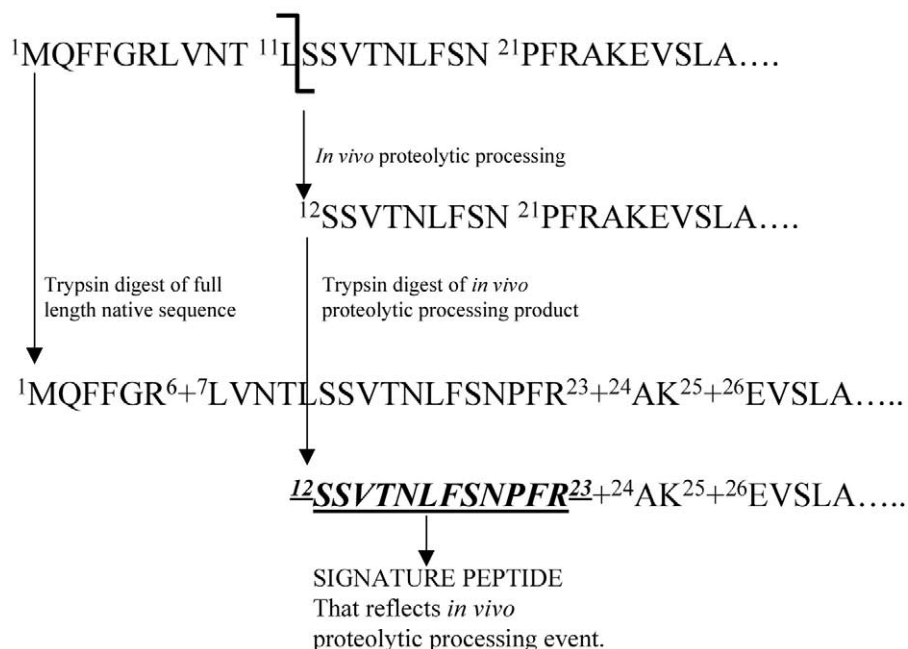 ¹MQFFGRLVNT ¹¹LSSVTNLFSN ²¹PFRAKEVSLA….
In vivo proteolytic processing
¹²SSVTNLFSN ²¹PFRAKEVSLA….
Trypsin digest of full
length native sequence
Trypsin digest of in vivo
proteolytic processing product
¹MQFFGR⁶+⁷LVNTLSSVTNLFSNPFR²³+²⁴AK²⁵+²⁶EVSLA…..
¹²SSVTNLFSNPFR²³+²⁴AK²⁵+²⁶EVSLA…..
SIGNATURE PEPTIDE
That reflects in vivo
proteolytic processing event.